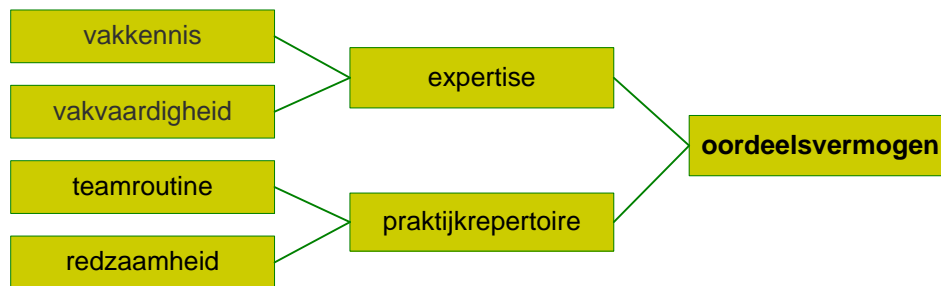 vakkennis
vakvaardigheid
teamroutine
redzaamheid
expertise
praktijkrepertoire
oordeelsvermogen